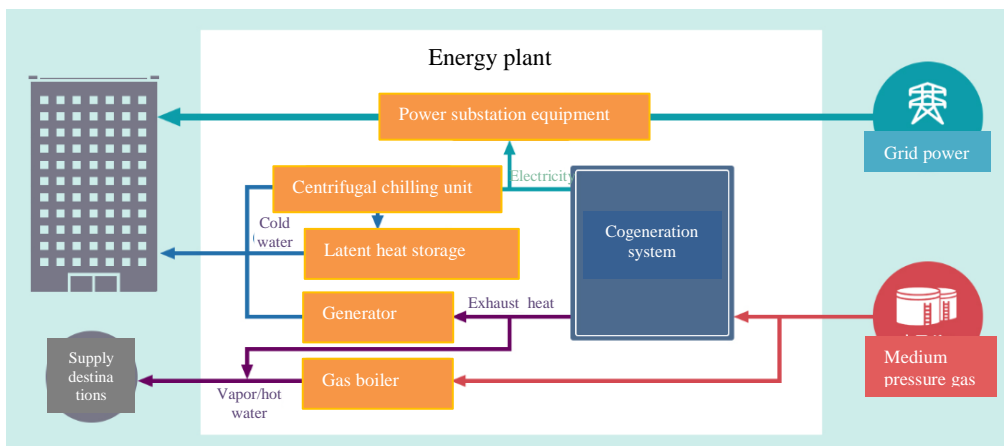 Energy plant
Power substation equipment
Grid power
Centrifugal chilling unit
Electricity
Cold
water
Latent heat storage
Cogeneration
system
Generator
Exhaust heat
Supply
destina
tions
Vapor/hot
water
Gas boiler
Medium
pressure gas